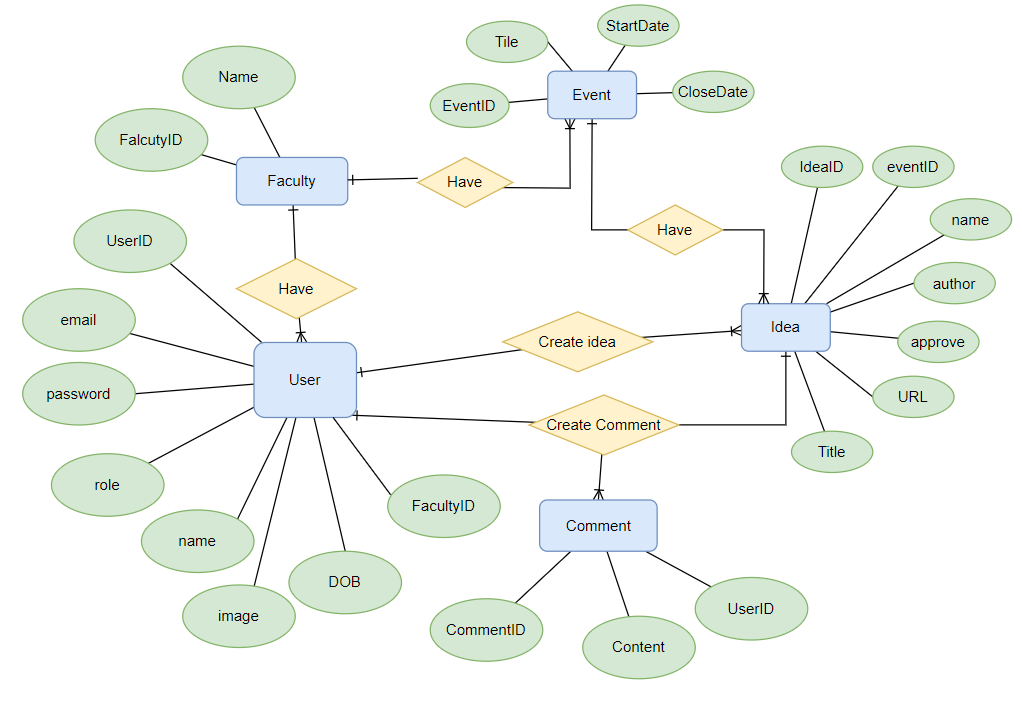 StartDate
Tile
Name
Event
CloseDate
EventID
FalcutyID
IdeaID
eventID
Faculty
Have
name
Have
UserID
author
Have
email
Idea
Create idea
approve
User
password
URL
Create Comment
Title
role
FacultyID
Comment
name
DOB
UserID
image
CommentID
Content